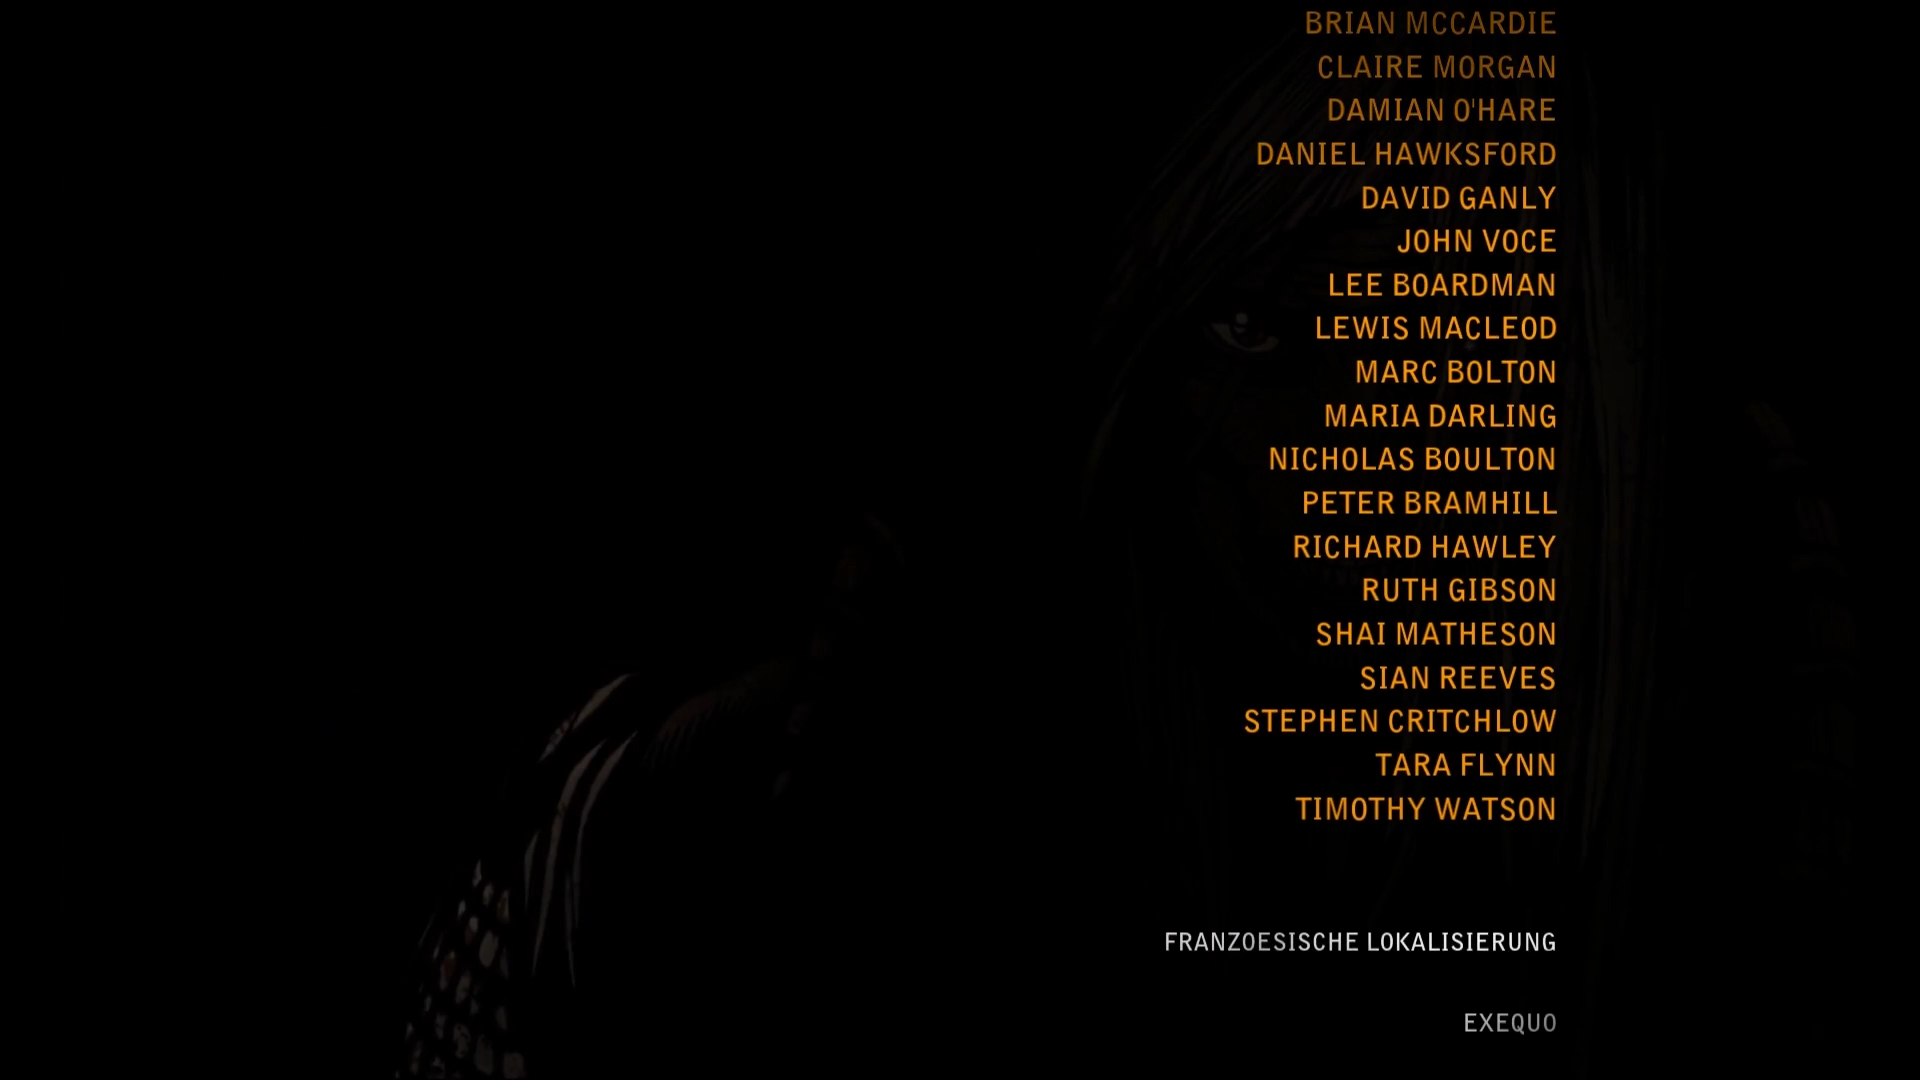 BRIAN MCCARDIE
CLAIRE MORGAN
DAMIAN O'HARE
DANIEL HAWKSFORD
DAVID GANLY
JOHN VOCE
LEE BOARDMAN
LEWIS MACLEOD
MARC BOLTON
MARIA DARLING
NICHOLAS BOULTON
PETER BRAMHILL
RICHARD HAWLEY
RUTH GIBSON
SHAI MATHESON
SIAN REEVES
STEPHEN CRITCHLOW
TARA FLYNN
TIMOTHY WATSON
FRANZOESISCHE LOKALISIERUNG
EXEQUO